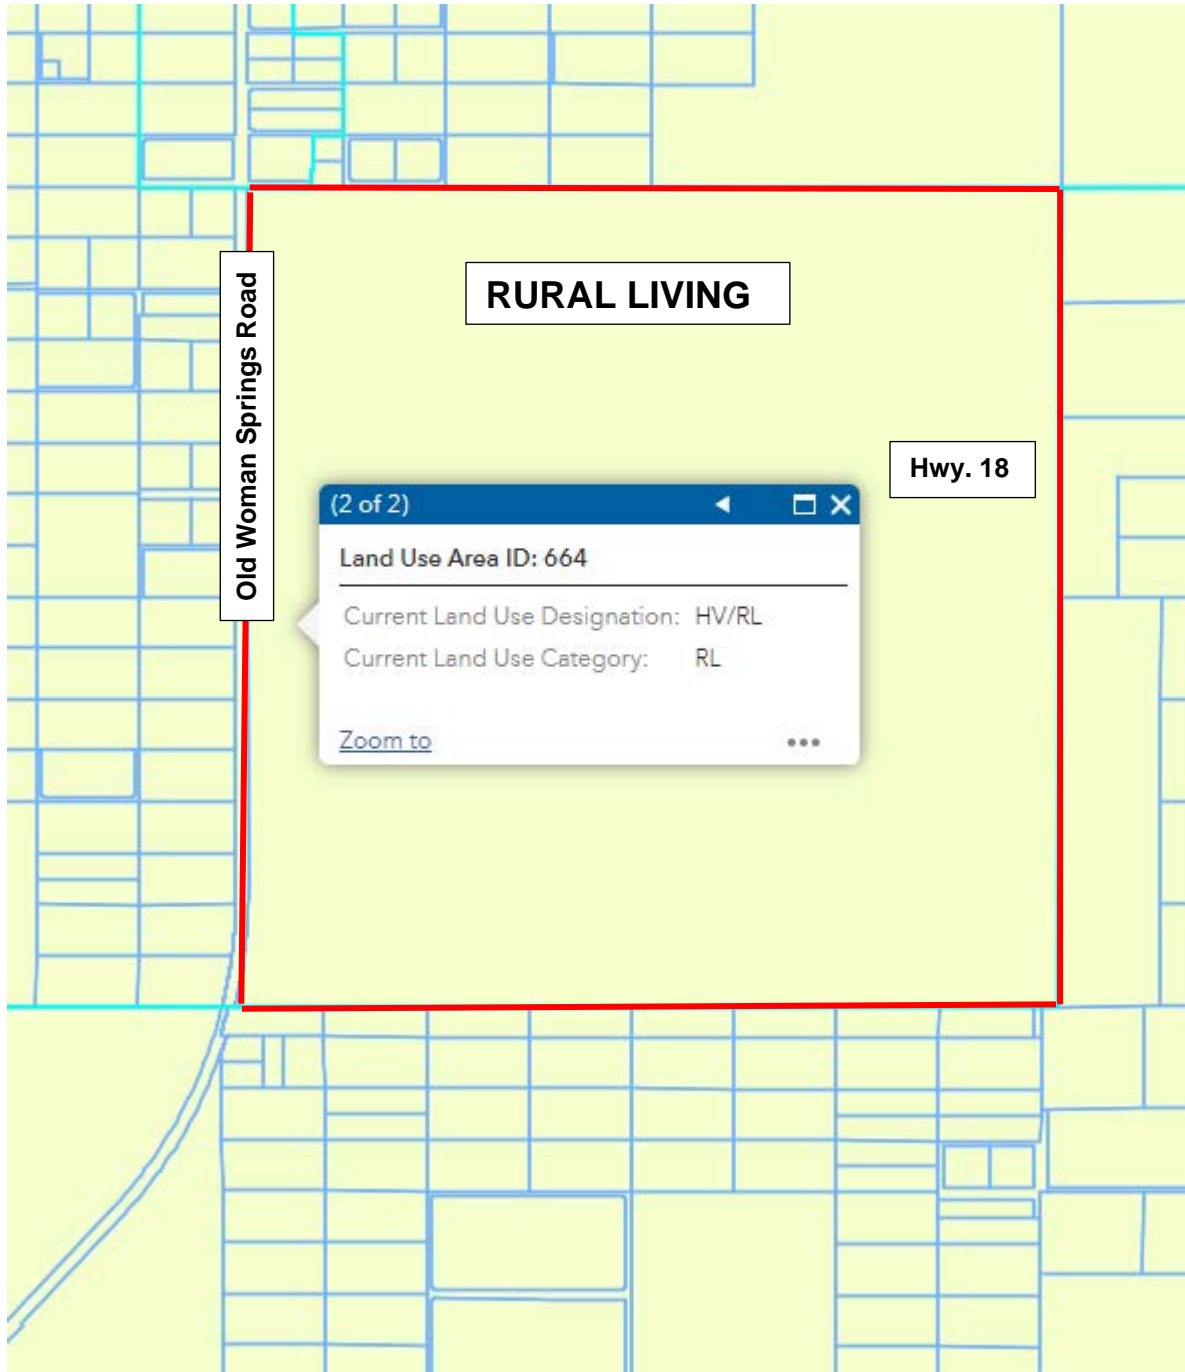 RURAL LIVING
Old Woman Springs Road
Hwy. 18
(2 of 2)
Land Use Area ID: 664
Current Land Use Designation: HV/RL
Current Land Use Category: RL
Zoom to